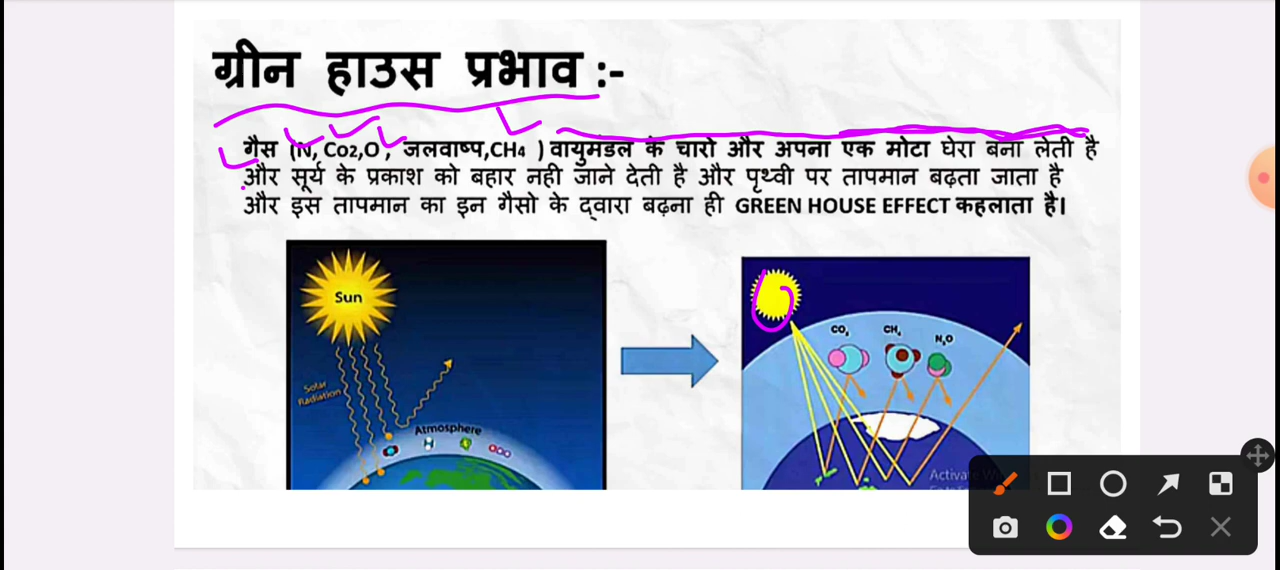 ग्रीन हाउस प्रभाव :-
गैस (N, Co₂,O , जलवाष्प,CH₄ ) वायुमंडल के चारो और अपना एक मोटा घेरा बना लेती है
और सूर्य के प्रकाश को बहार नही जाने देती है और पृथ्वी पर तापमान बढ़ता जाता है
और इस तापमान का इन गैसो के द्वारा बढ़ना ही GREEN HOUSE EFFECT कहलाता है।
Sun
Solar
Radiation
Atmosphere
CO₂ CH₄ N₂O
Activate